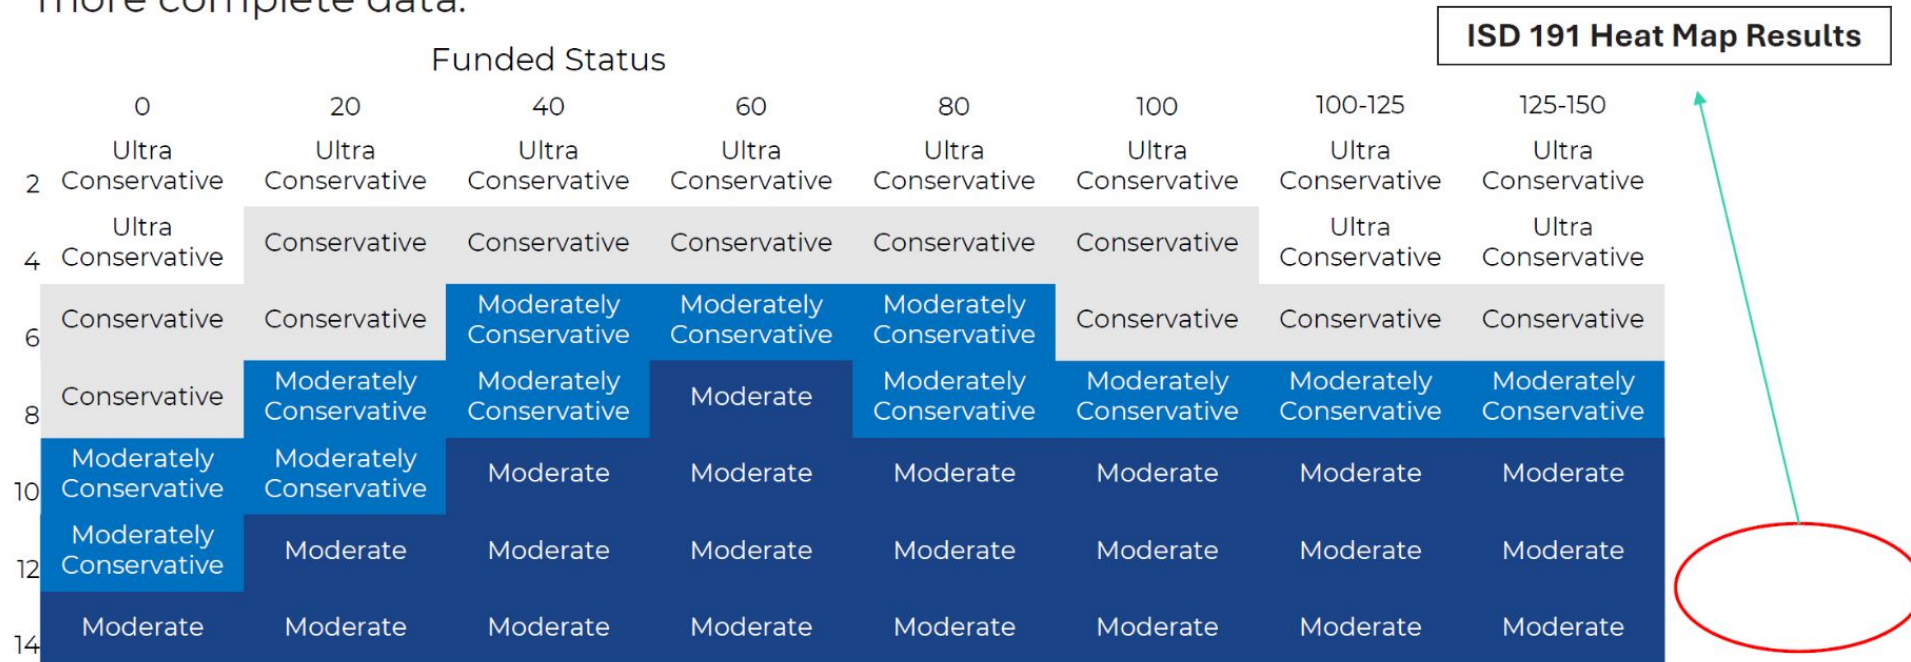 more complete data.
ISD 191 Heat Map Results
Funded Status
0 20 40 60 80 100 100-125 125-150
Ultra Ultra Ultra Ultra Ultra Ultra Ultra Ultra
2 Conservative Conservative Conservative Conservative Conservative Conservative Conservative Conservative
Ultra Conservative Conservative Conservative Conservative Conservative Ultra Ultra
4 Conservative Conservative Conservative
Conservative Conservative Moderately Moderately Moderately Conservative Conservative Conservative
6 Conservative Conservative Conservative
Conservative Moderately Moderately Moderate Moderately Moderately Moderately Moderately
8 Conservative Conservative Conservative Conservative Conservative Conservative
Moderately Moderately Moderate Moderate Moderate Moderate Moderate Moderate
10 Conservative Conservative
Moderately Moderate Moderate Moderate Moderate Moderate Moderate Moderate
12 Conservative
Moderate Moderate Moderate Moderate Moderate Moderate Moderate Moderate
14